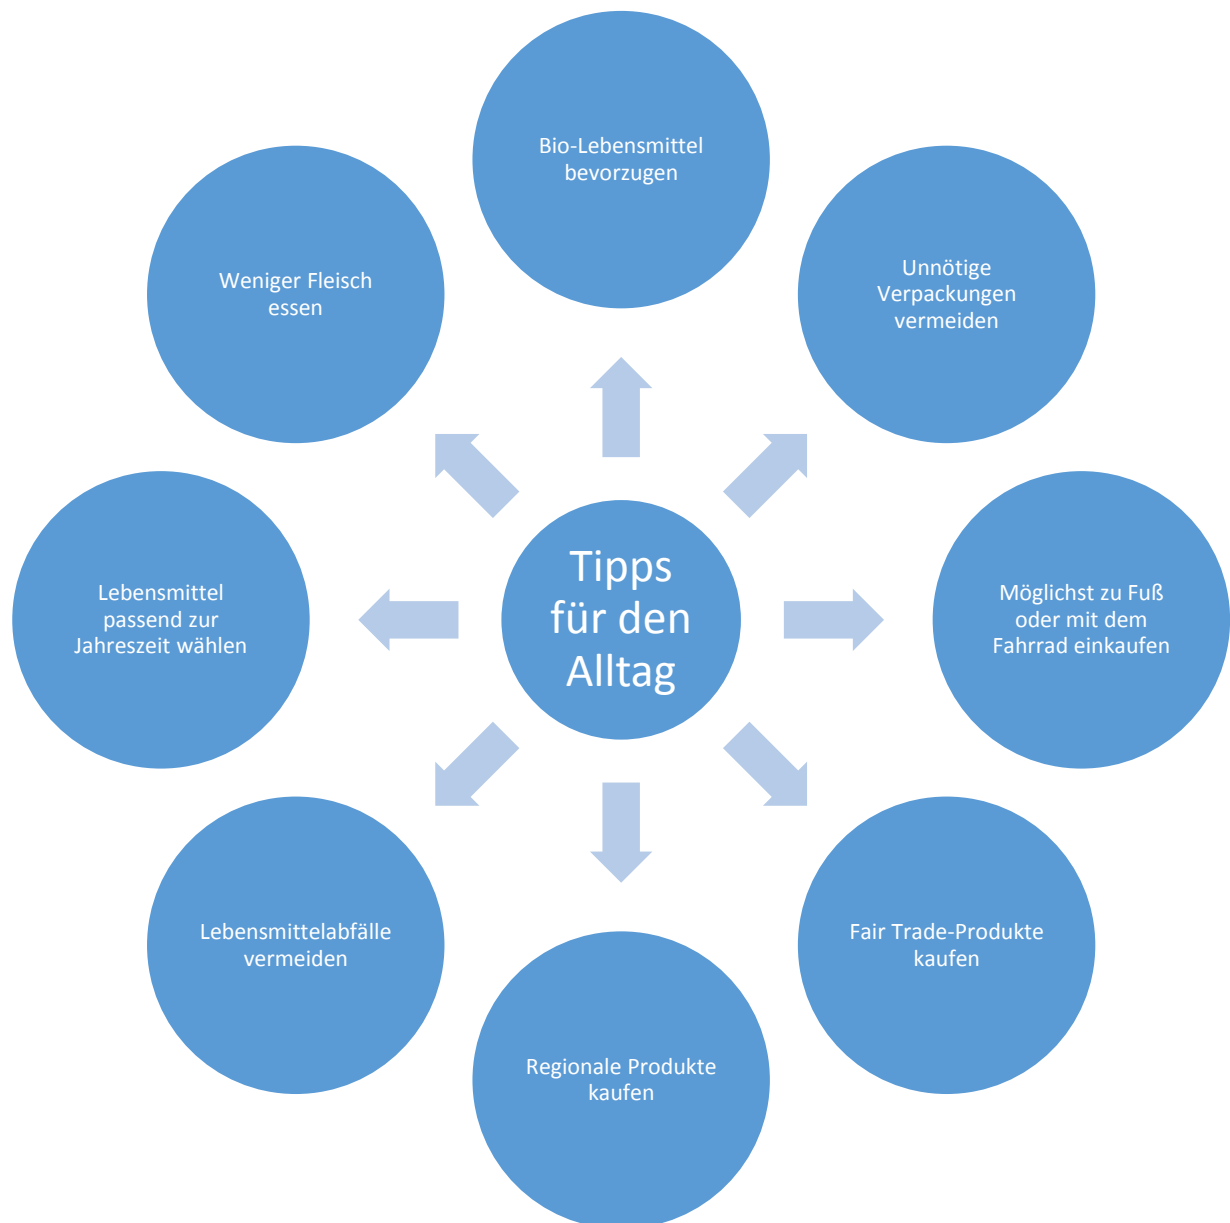 Bio-Lebensmittel
bevorzugen
Unnötige
Verpackungen
vermeiden
Möglichst zu Fuß
oder mit dem
Fahrrad einkaufen
Fair Trade-Produkte
kaufen
Regionale Produkte
kaufen
Lebensmittelabfälle
vermeiden
Lebensmittel
passend zur
Jahreszeit wählen
Weniger Fleisch
essen
Tipps
für den
Alltag